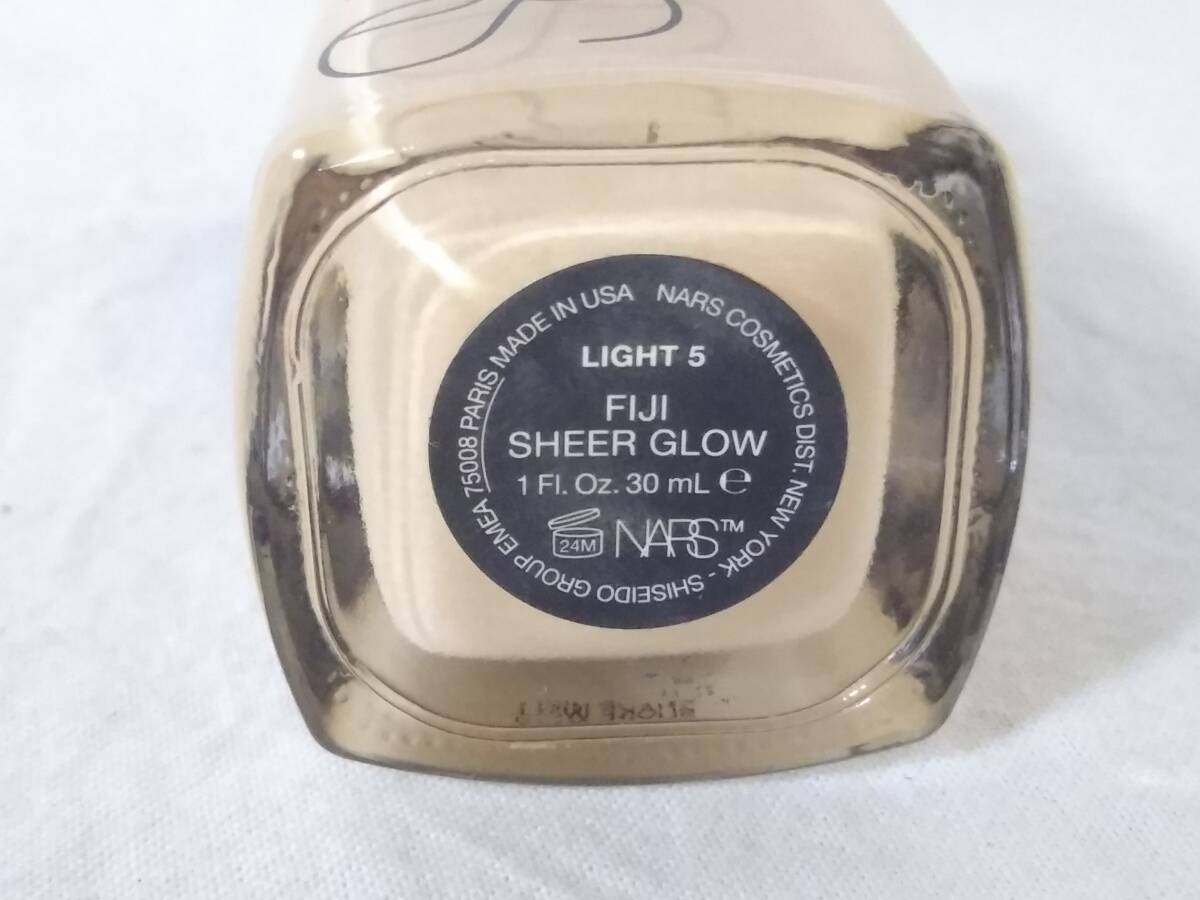 LIGHT 5
FIJI
SHEER GLOW
1 Fl. Oz. 30 mL ℮
24M NARS™
NARS COSMETICS DIST. NEW YORK - SHISEIDO GROUP EMEA 75008 PARIS MADE IN USA